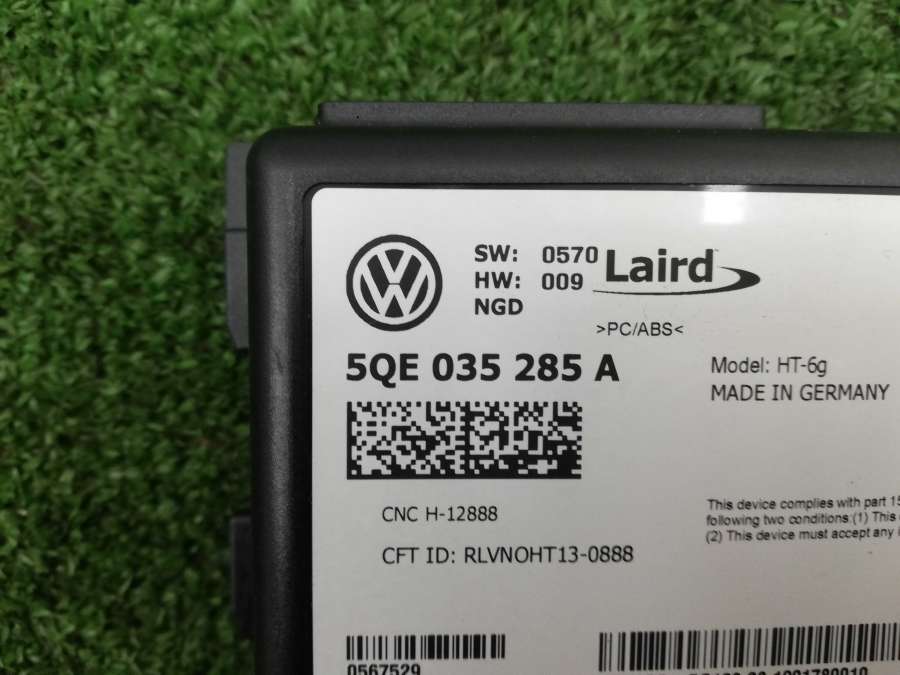 SW: 0570
HW: 009
NGD
Laird
>PC/ABS<
5QE 035 285 A
Model: HT-6g
MADE IN GERMANY
CNC H-12888
CFT ID: RLVNOHT13-0888
This device complies with part 15
following two conditions:(1) This
(2) This device must accept any
0567529